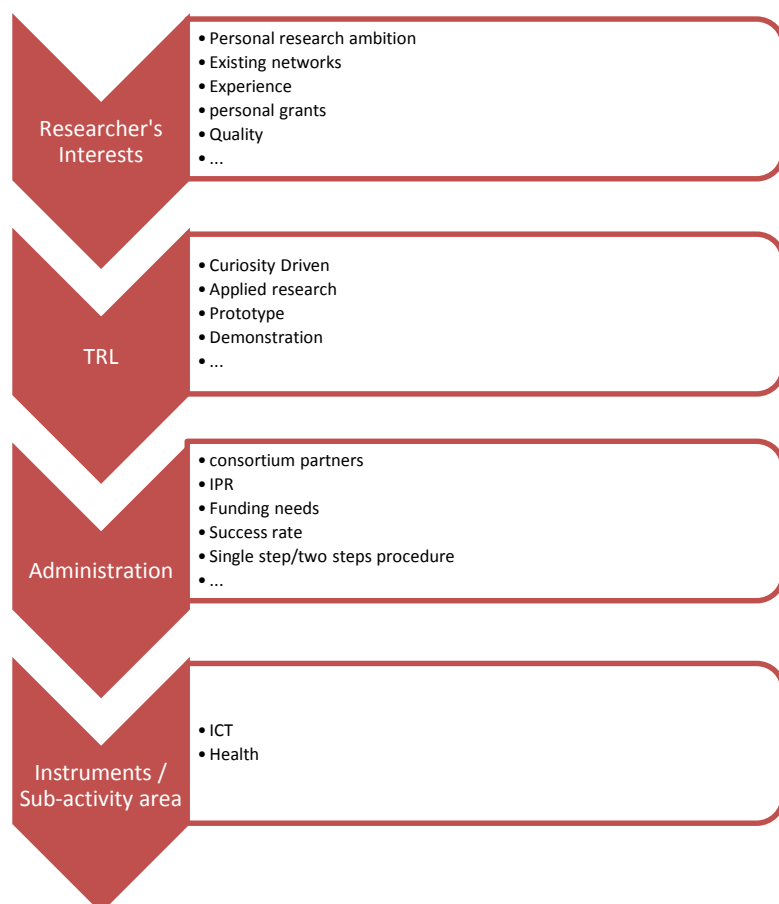 Researcher's
Interests
• Personal research ambition
• Existing networks
• Experience
• personal grants
• Quality
• ...
TRL
• Curiosity Driven
• Applied research
• Prototype
• Demonstration
• ...
Administration
• consortium partners
• IPR
• Funding needs
• Success rate
• Single step/two steps procedure
• ...
Instruments /
Sub-activity area
• ICT
• Health